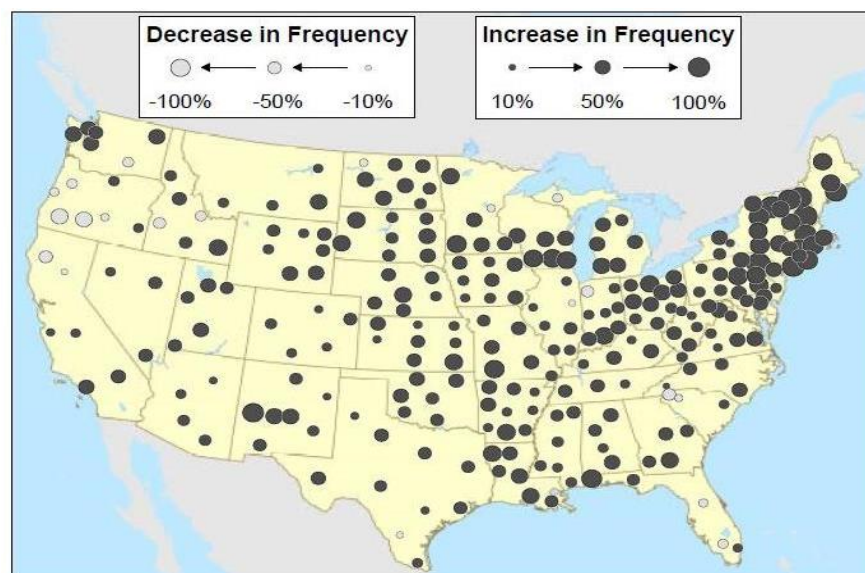 Decrease in Frequency
-100% -50% -10%
Increase in Frequency
10% 50% 100%